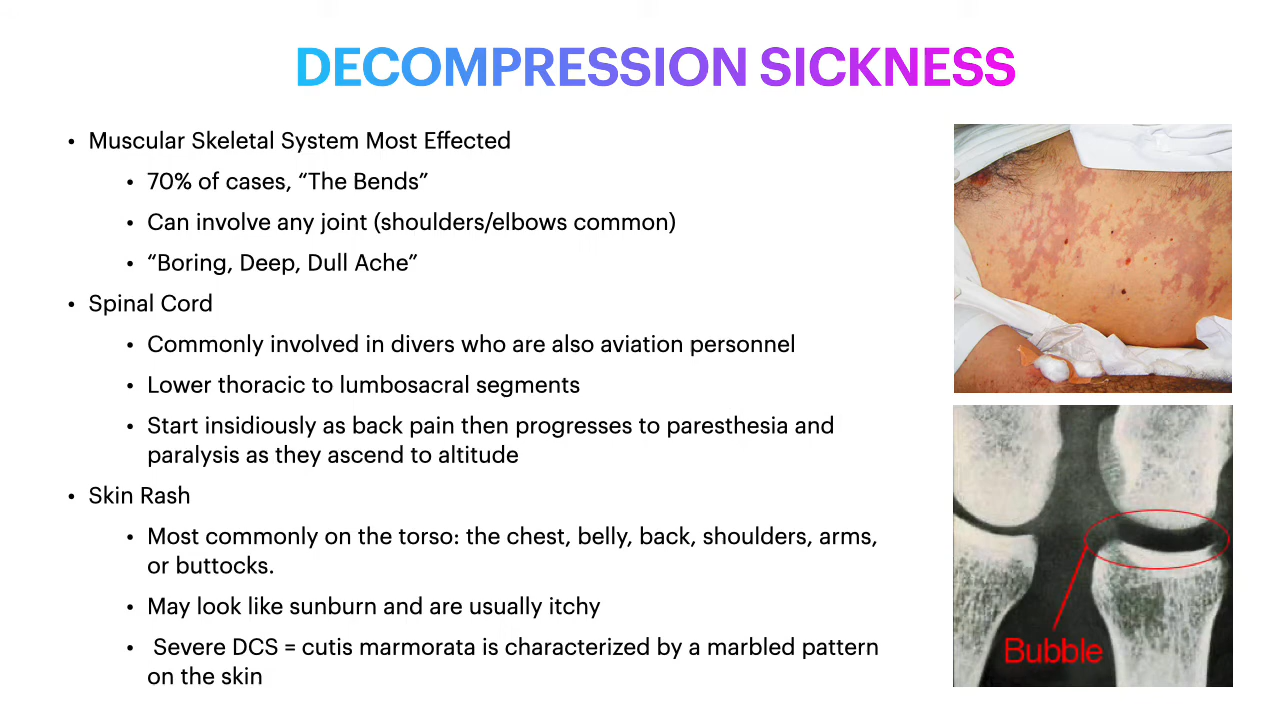 DECOMPRESSION SICKNESS
• Muscular Skeletal System Most Effected
• 70% of cases, “The Bends”
• Can involve any joint (shoulders/elbows common)
• “Boring, Deep, Dull Ache”
• Spinal Cord
• Commonly involved in divers who are also aviation personnel
• Lower thoracic to lumbosacral segments
• Start insidiously as back pain then progresses to paresthesia and
paralysis as they ascend to altitude
• Skin Rash
• Most commonly on the torso: the chest, belly, back, shoulders, arms,
or buttocks.
• May look like sunburn and are usually itchy
• Severe DCS = cutis marmorata is characterized by a marbled pattern
on the skin
Bubble